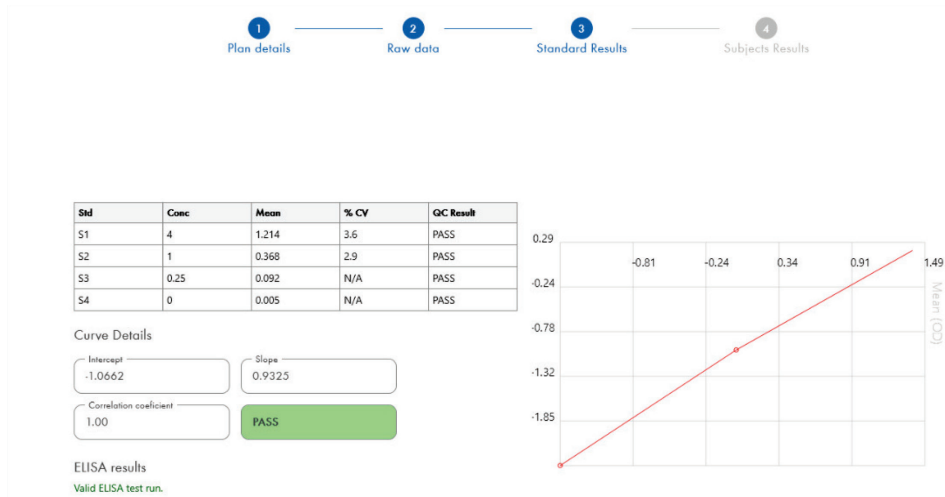 1 2 3 4
Plan details Raw data Standard Results Subjects Results
Std Conc Mean % CV QC Result
S1 4 1.214 3.6 PASS
S2 1 0.368 2.9 PASS
S3 0.25 0.092 N/A PASS
S4 0 0.005 N/A PASS
Curve Details
Intercept
-1.0662
Slope
0.9325
Correlation coeficient
1.00
PASS
ELISA results
Valid ELISA test run.
0.29
-0.81 -0.24 0.34 0.91 1.49
-0.24
-0.78
-1.32
-1.85
Mean (OD)